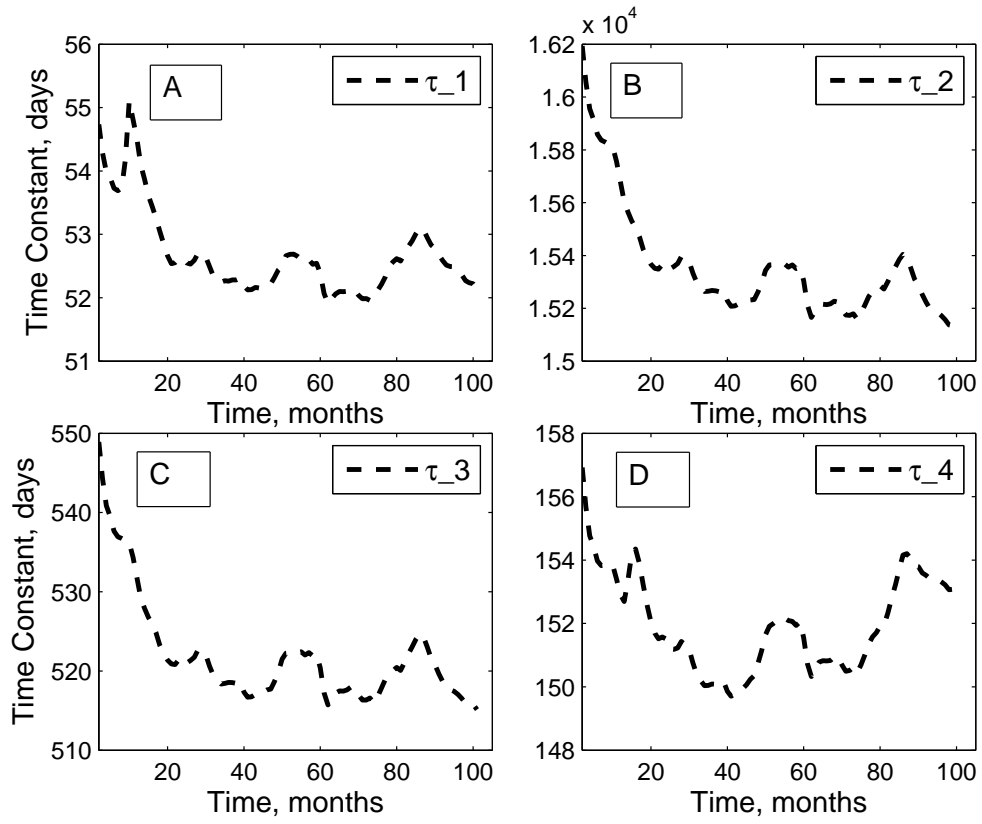 x 10^4
56
55
54
53
52
51
Time Constant, days
A
τ_1
20 40 60 80 100
Time, months
1.62
1.6
1.58
1.56
1.54
1.52
1.5
B
τ_2
20 40 60 80 100
Time, months
550
540
530
520
510
Time Constant, days
C
τ_3
20 40 60 80 100
Time, months
158
156
154
152
150
148
D
τ_4
20 40 60 80 100
Time, months